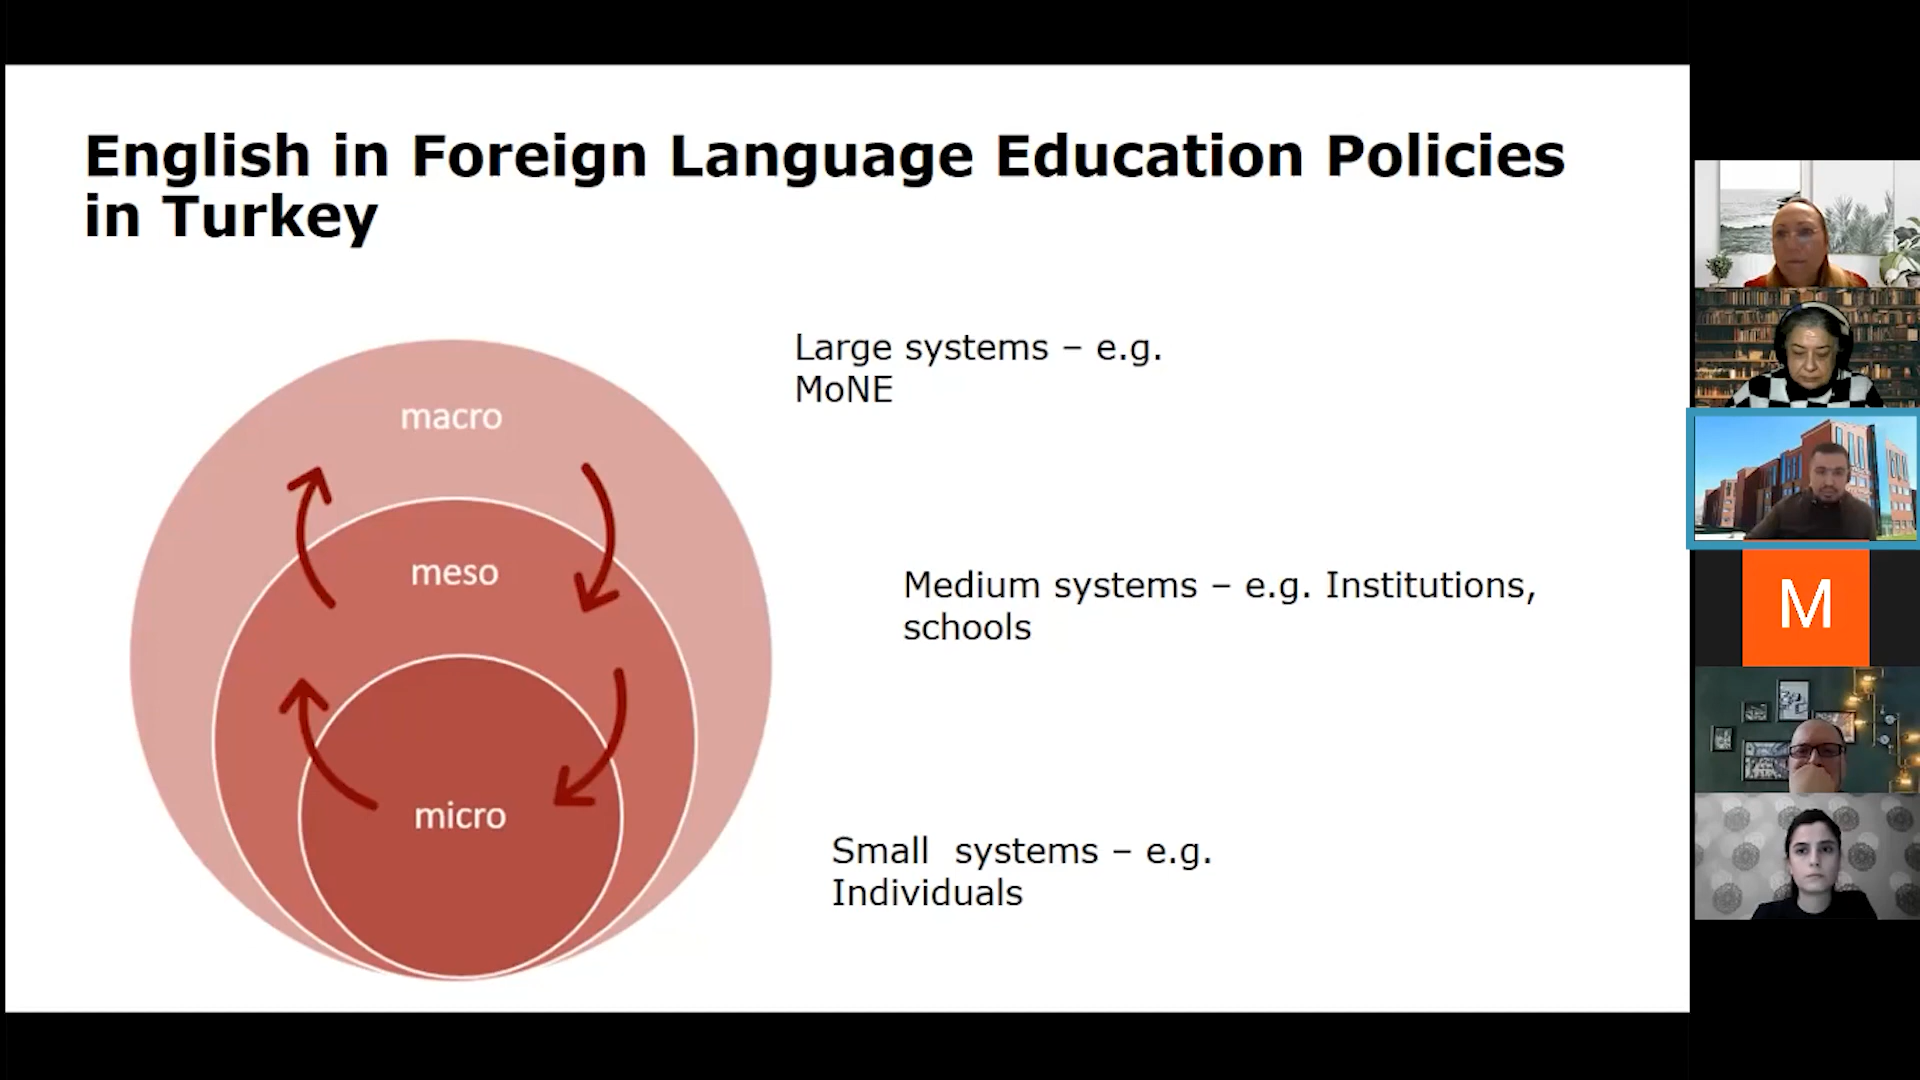 English in Foreign Language Education Policies
in Turkey
macro
meso
micro
Large systems – e.g.
MoNE
Medium systems – e.g. Institutions,
schools
Small  systems – e.g.
Individuals
M